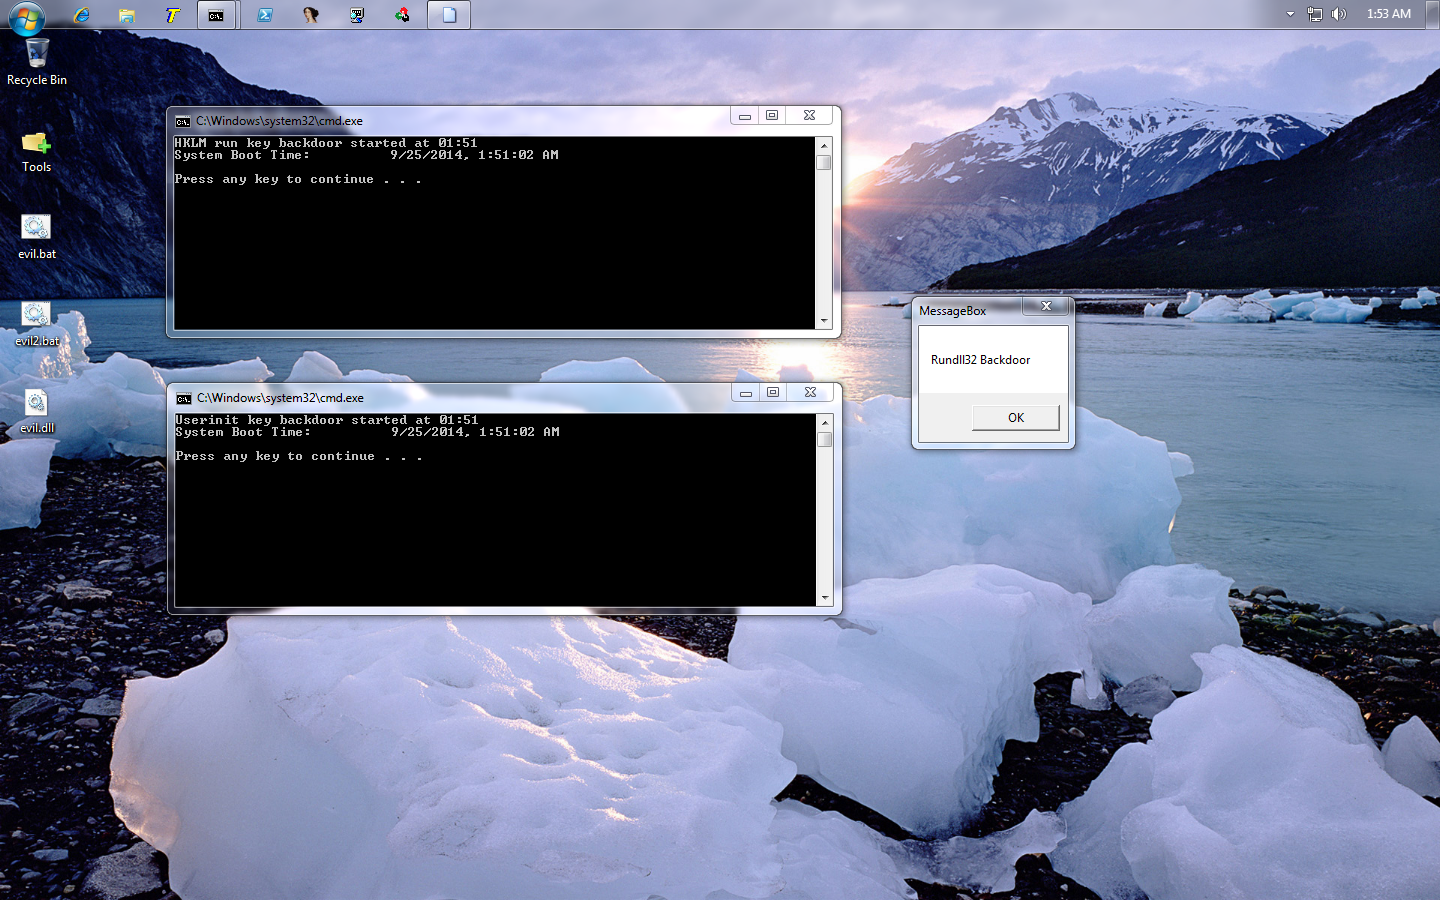 1:53 AM
Recycle Bin
Tools
evil.bat
evil2.bat
evil.dll
C:\Windows\system32\cmd.exe
HKLM run key backdoor started at 01:51
System Boot Time:          9/25/2014, 1:51:02 AM
Press any key to continue . . .
C:\Windows\system32\cmd.exe
Userinit key backdoor started at 01:51
System Boot Time:          9/25/2014, 1:51:02 AM
Press any key to continue . . .
MessageBox
Rundll32 Backdoor
OK